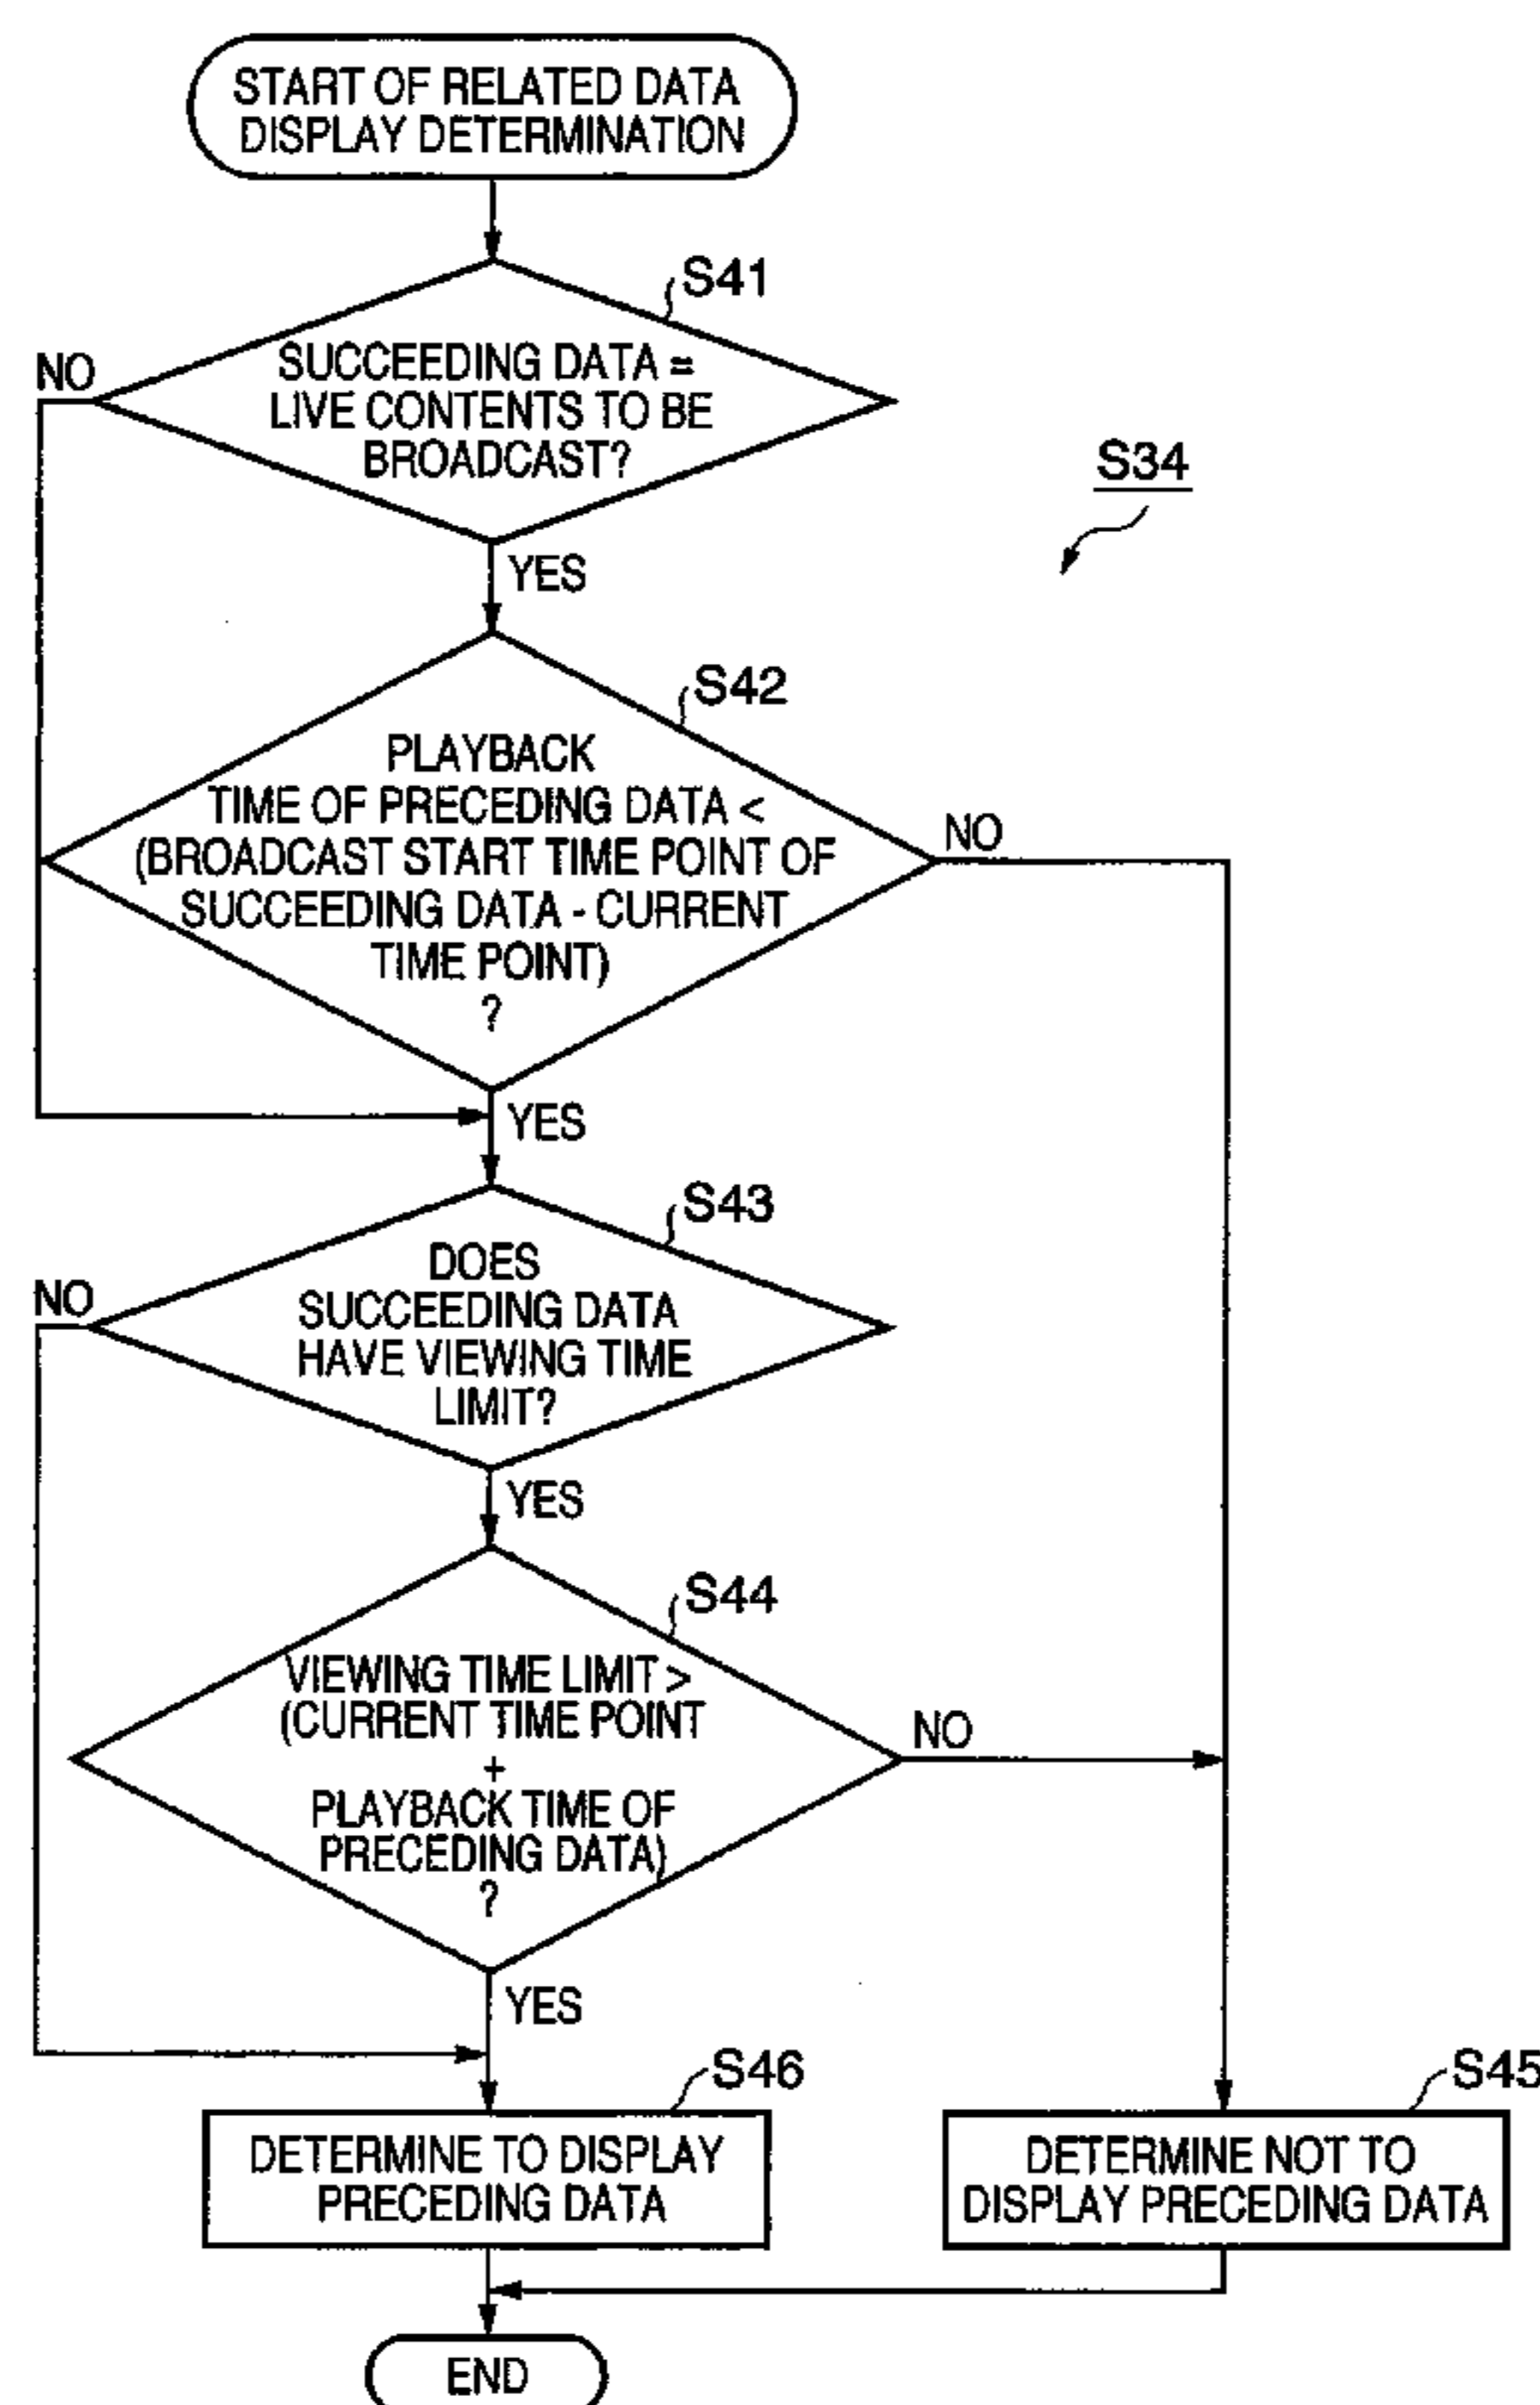 START OF RELATED DATA
DISPLAY DETERMINATION
S41
NO
SUCCEEDING DATA =
LIVE CONTENTS TO BE
BROADCAST?
S34
YES
S42
PLAYBACK
TIME OF PRECEDING DATA <
(BROADCAST START TIME POINT OF
SUCCEEDING DATA - CURRENT
TIME POINT)
?
NO
YES
S43
NO
DOES
SUCCEEDING DATA
HAVE VIEWING TIME
LIMIT?
YES
S44
VIEWING TIME LIMIT >
(CURRENT TIME POINT
+
PLAYBACK TIME OF
PRECEDING DATA)
?
NO
YES
S46
DETERMINE TO DISPLAY
PRECEDING DATA
S45
DETERMINE NOT TO
DISPLAY PRECEDING DATA
END